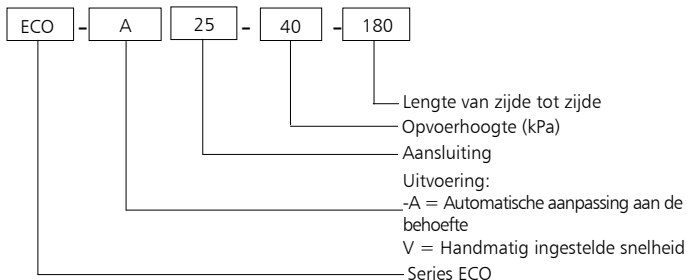 ECO - A 25 - 40 - 180
Lengte van zijde tot zijde
Opvoerhoogte (kPa)
Aansluiting
Uitvoering:
-A = Automatische aanpassing aan de
behoefte
V = Handmatig ingestelde snelheid
Series ECO